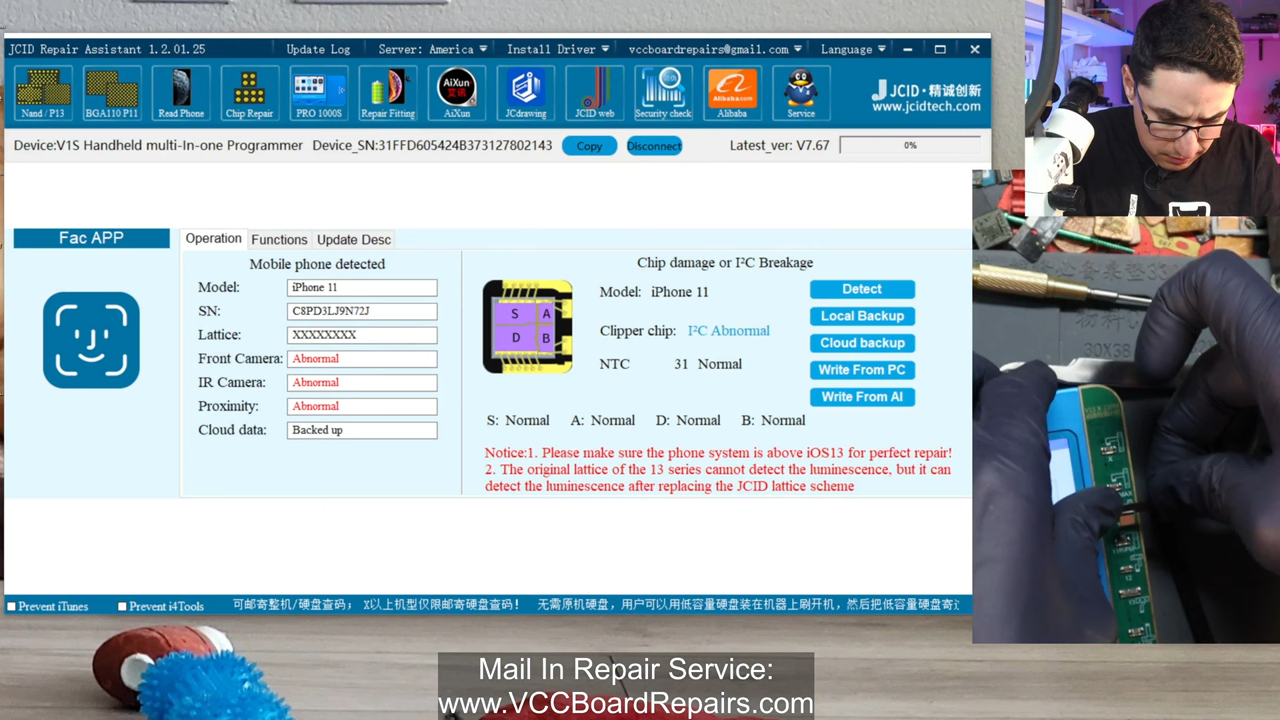 JCID Repair Assistant 1.2.01.25 Update Log Server: America Install Driver vccboardrepairs@gmail.com Language
Nand / P13 BGA110 P11 Read Phone Chip Repair PRO 1000S Repair Fitting AiXun JCdrawing JCID web Security check Alibaba Service
AiXun
Alibaba.com
JCID·精诚创新
www.jcidtech.com
Device:V1S Handheld multi-In-one Programmer Device_SN:31FFD605424B373127802143 Copy Disconnect Latest_ver: V7.67 0%
Fac APP
Operation Functions Update Desc
Mobile phone detected
Model: iPhone 11
SN: C8PD3LJ9N72J
Lattice: XXXXXXXX
Front Camera: Abnormal
IR Camera: Abnormal
Proximity: Abnormal
Cloud data: Backed up
Chip damage or I²C Breakage
S A
D B
Model: iPhone 11
Clipper chip: I²C Abnormal
NTC 31 Normal
Detect
Local Backup
Cloud backup
Write From PC
Write From AI
S: Normal A: Normal D: Normal B: Normal
Notice:1. Please make sure the phone system is above iOS13 for perfect repair!
2. The original lattice of the 13 series cannot detect the luminescence, but it can
detect the luminescence after replacing the JCID lattice scheme
Prevent iTunes Prevent i4Tools 可邮寄整机/硬盘查码； X以上机型仅限邮寄硬盘查码！ 无需原机硬盘，用户可以用低容量硬盘装在机器上刷开机，然后把低容量硬盘寄过
Mail In Repair Service:
www.VCCBoardRepairs.com